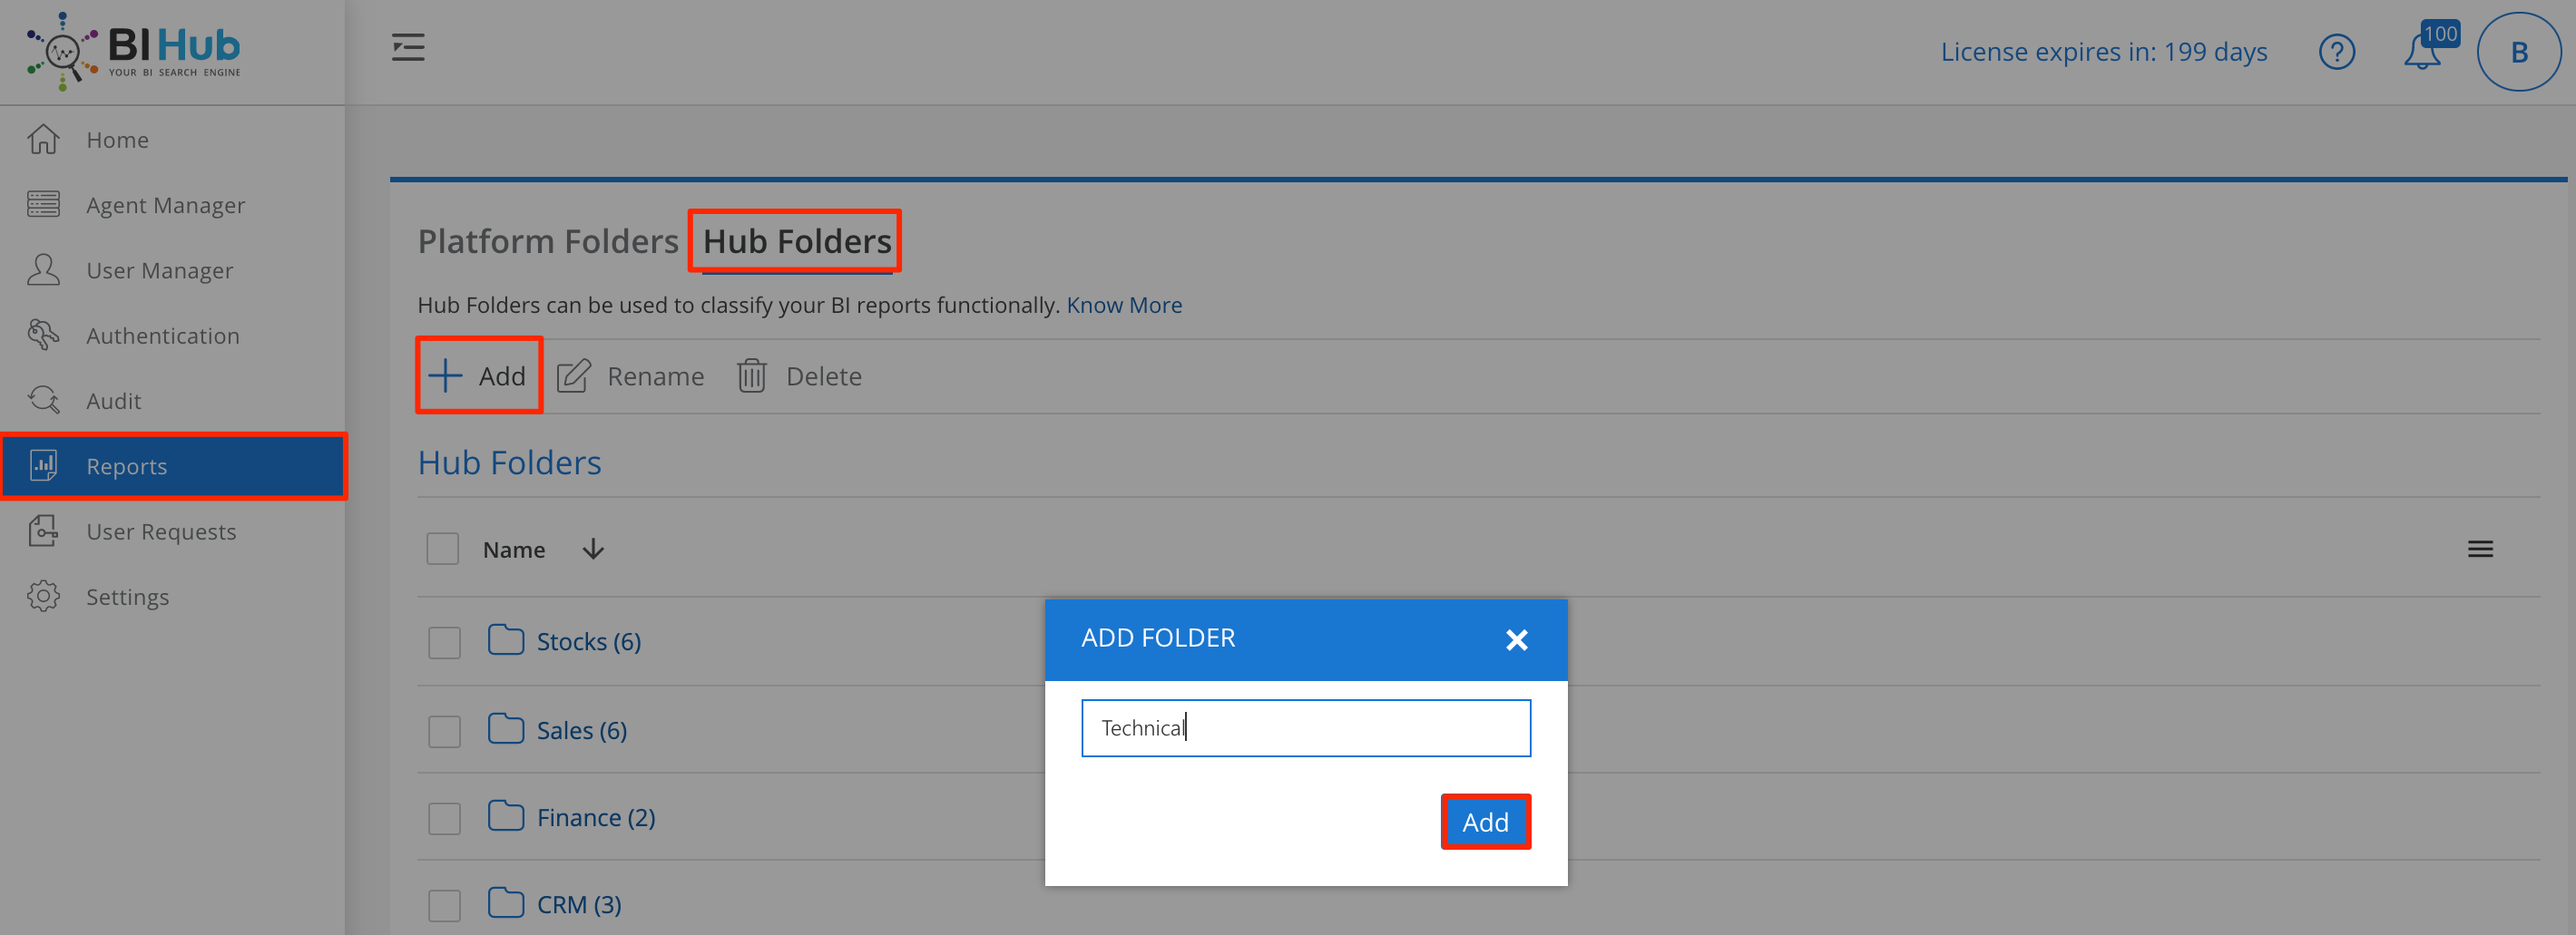 BI Hub
YOUR BI SEARCH ENGINE
License expires in: 199 days
?
100
B
Home
Agent Manager
User Manager
Authentication
Audit
Reports
User Requests
Settings
Platform Folders Hub Folders
Hub Folders can be used to classify your BI reports functionally. Know More
Add Rename Delete
Hub Folders
Name
Stocks (6)
Sales (6)
Finance (2)
CRM (3)
ADD FOLDER
Technical
Add